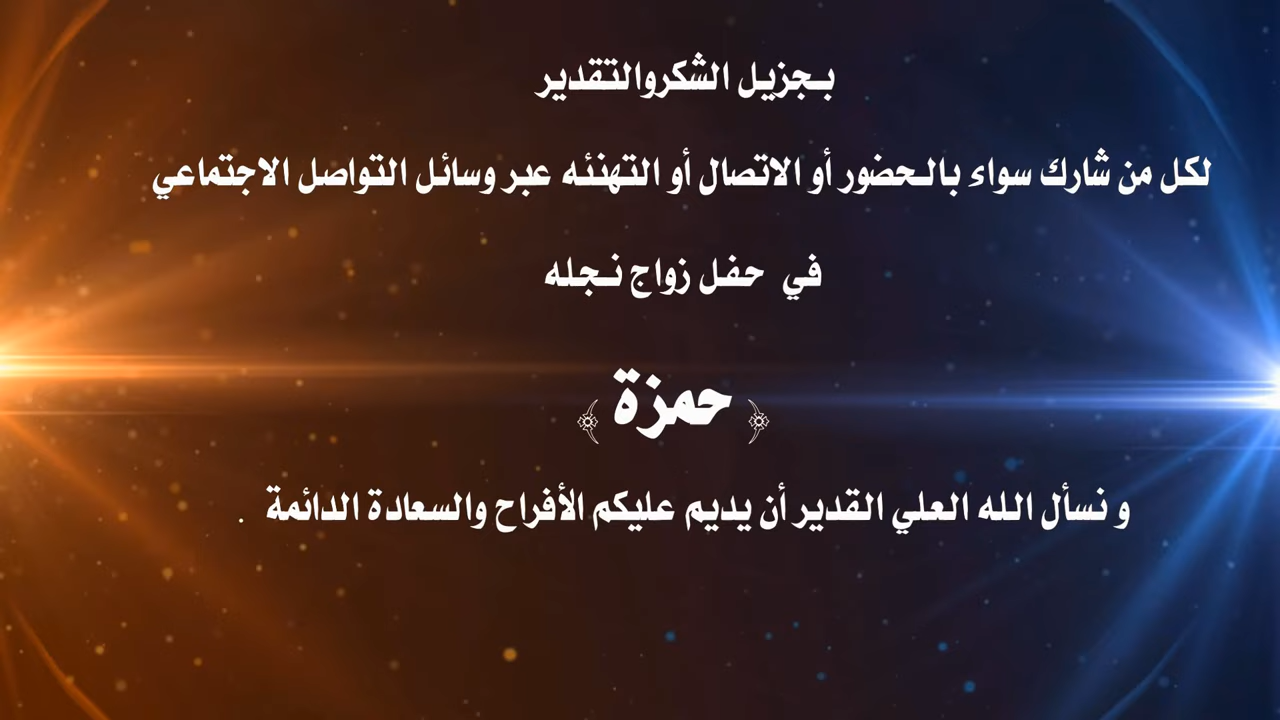 بجزيل الشكروالتقدير
لكل من شارك سواء بالحضور أو الاتصال أو التهنئه عبر وسائل التواصل الاجتماعي
في حفل زواج نجله
﴿ حمزة ﴾
و نسأل الله العلي القدير أن يديم عليكم الأفراح والسعادة الدائمة .